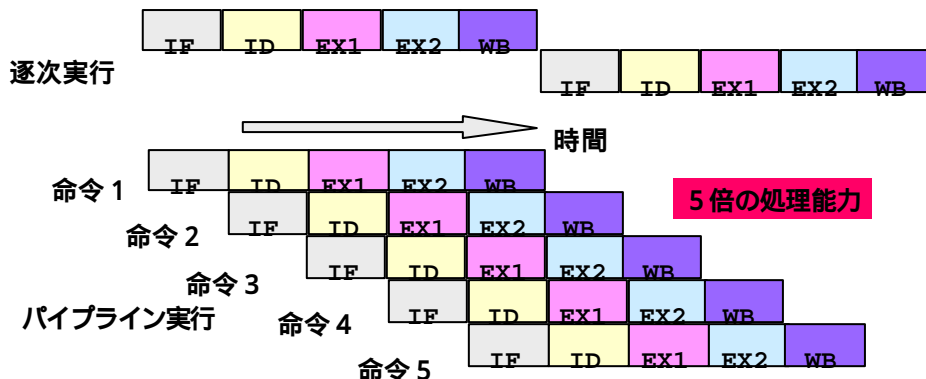 IF ID EX1 EX2 WB
逐次実行
IF ID EX1 EX2 WB
時間
命令1 IF ID EX1 EX2 WB
5倍の処理能力
命令2 IF ID EX1 EX2 WB
命令3 IF ID EX1 EX2 WB
パイプライン実行
命令4 IF ID EX1 EX2 WB
命令5 IF ID EX1 EX2 WB